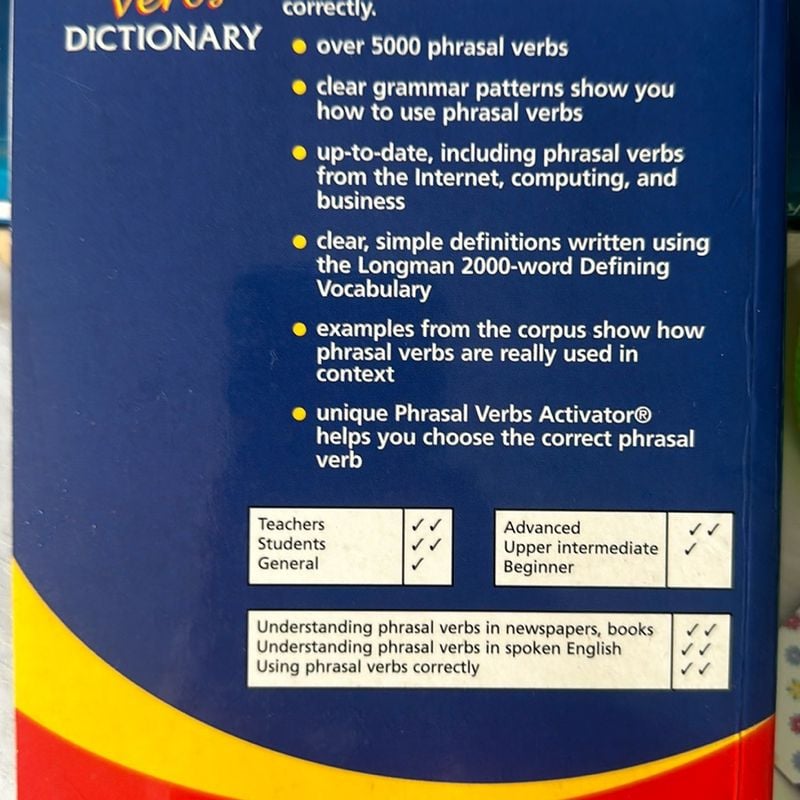 Verbs
DICTIONARY
correctly.
over 5000 phrasal verbs
clear grammar patterns show you
how to use phrasal verbs
up-to-date, including phrasal verbs
from the Internet, computing, and
business
clear, simple definitions written using
the Longman 2000-word Defining
Vocabulary
examples from the corpus show how
phrasal verbs are really used in
context
unique Phrasal Verbs Activator®
helps you choose the correct phrasal
verb
Teachers ✓✓
Students ✓✓
General ✓
Advanced ✓✓
Upper intermediate ✓
Beginner
Understanding phrasal verbs in newspapers, books ✓✓
Understanding phrasal verbs in spoken English ✓✓
Using phrasal verbs correctly ✓✓